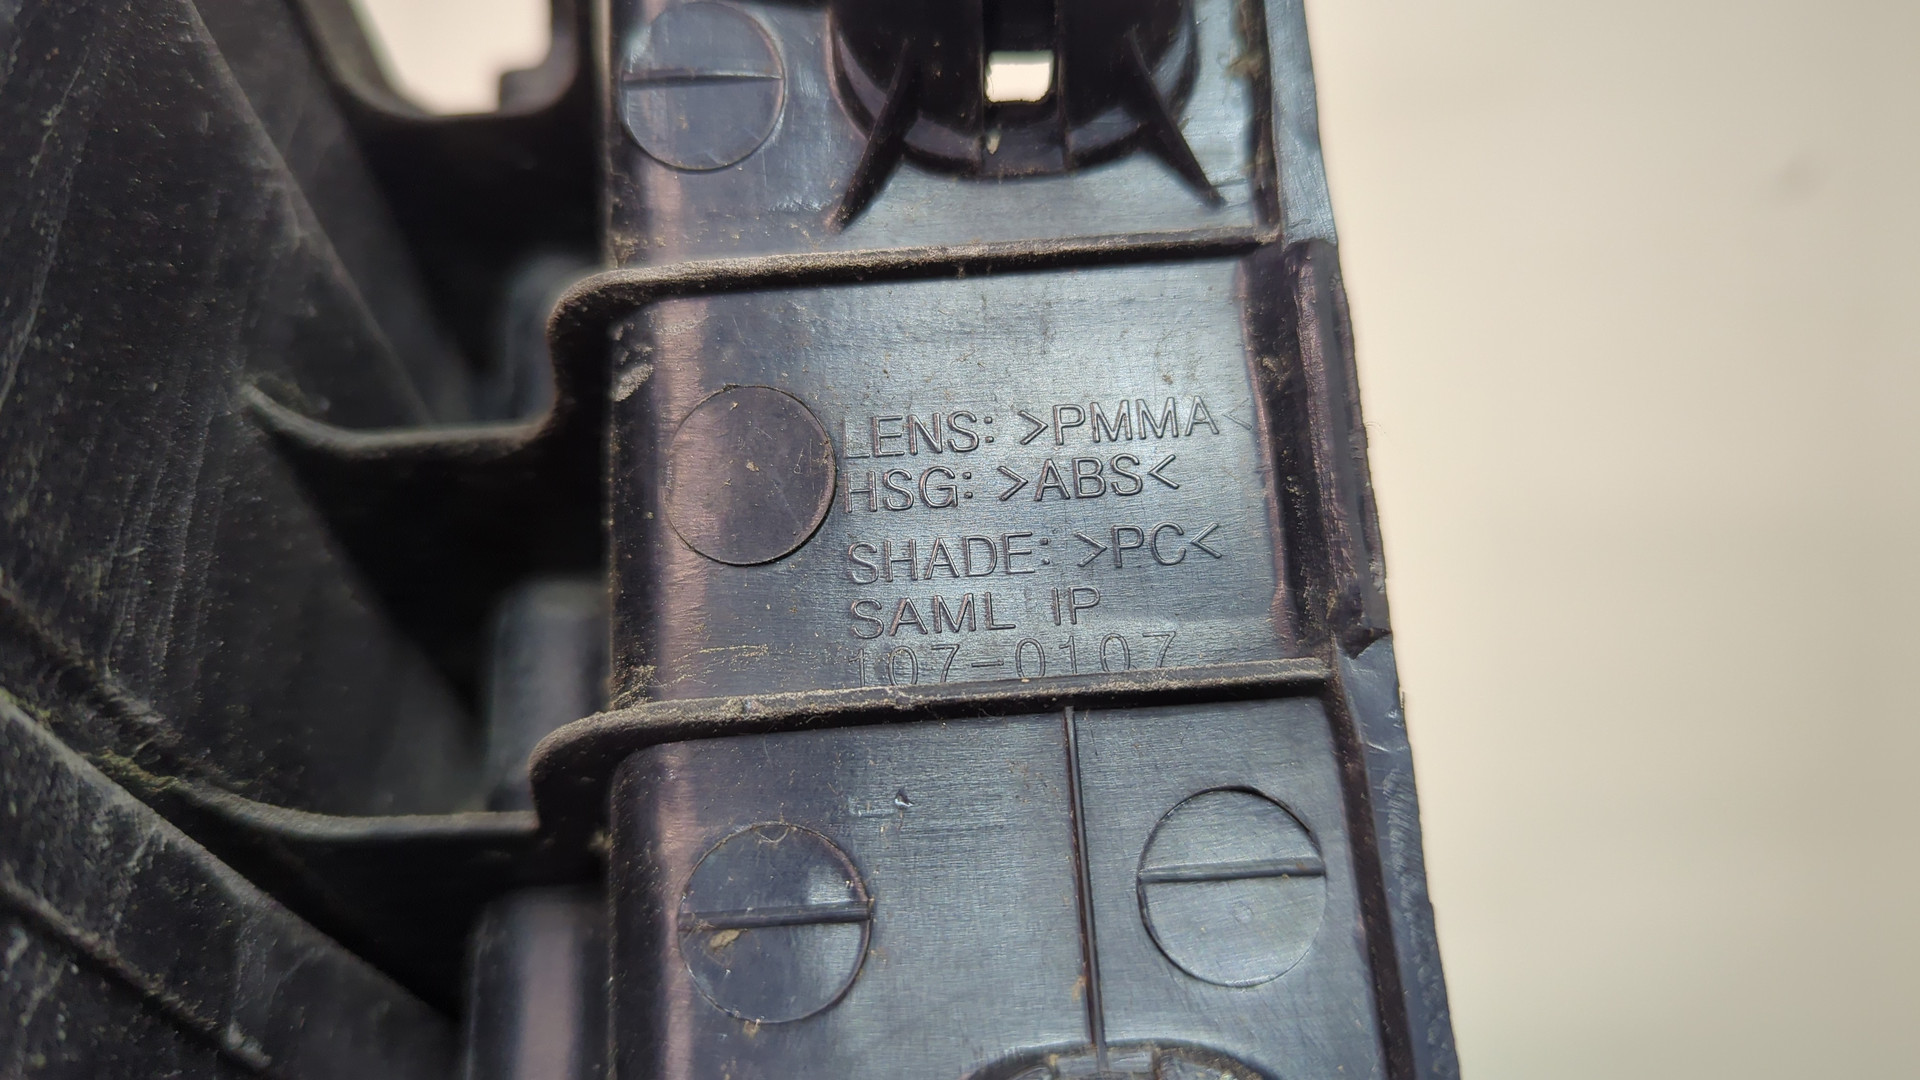 LENS: >PMMA<
HSG: >ABS<
SHADE: >PC<
SAML IP
107-0107